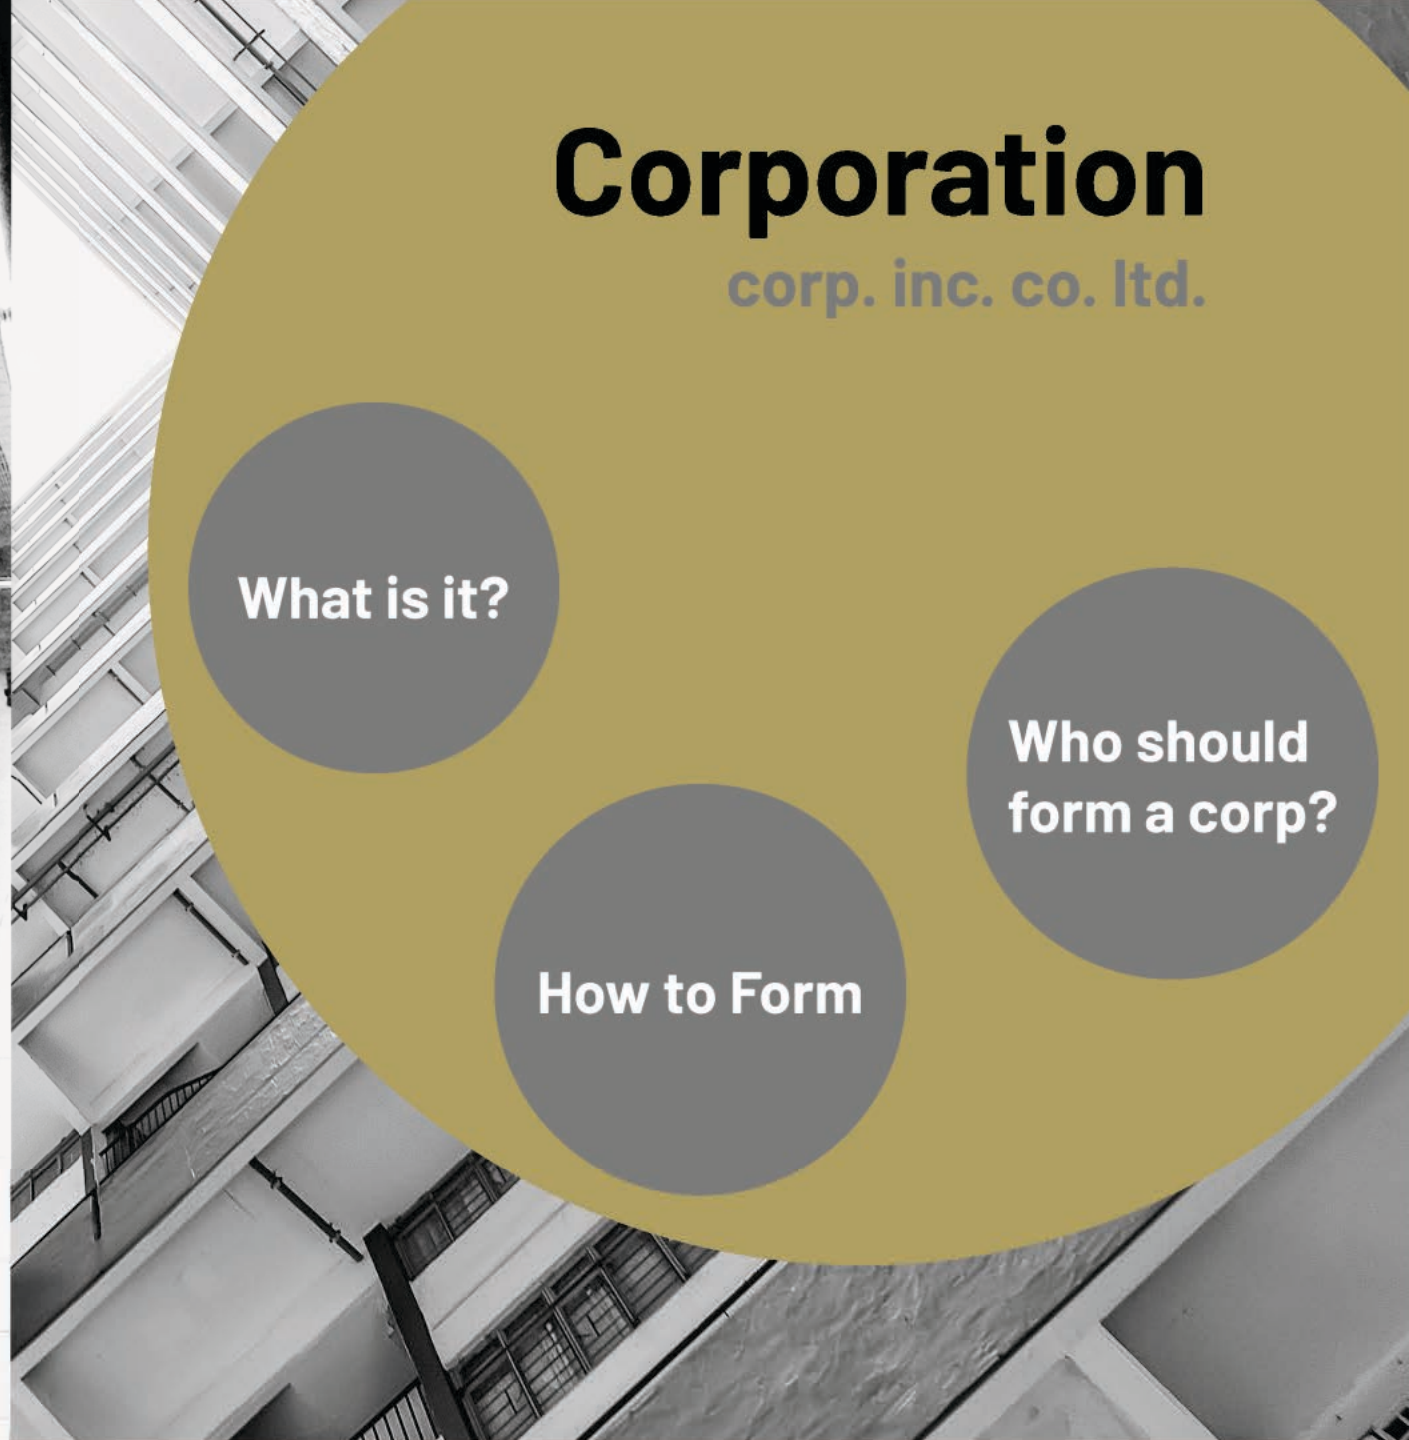 Corporation
corp. inc. co. ltd.
What is it?
Who should
form a corp?
How to Form